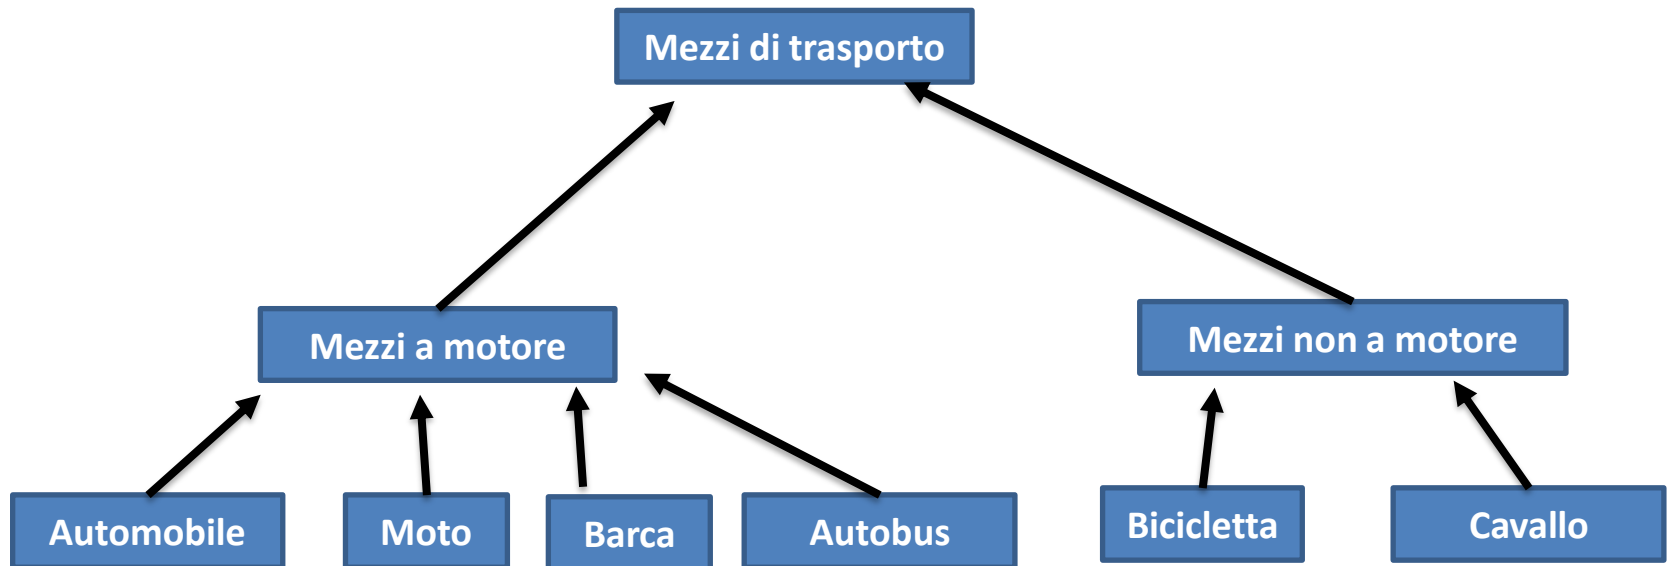 Mezzi di trasporto
Mezzi a motore
Mezzi non a motore
Automobile
Moto
Barca
Autobus
Bicicletta
Cavallo